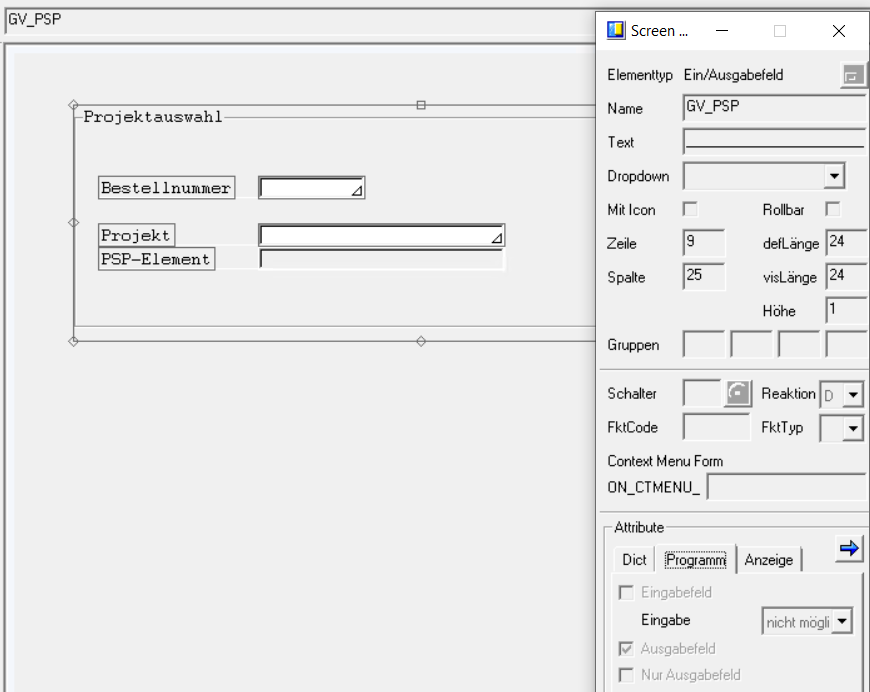 GV_PSP
Screen ...
Projektauswahl
Bestellnummer
Projekt
PSP-Element
Elementtyp Ein/Ausgabefeld
Name GV_PSP
Text
Dropdown
Mit Icon Rollbar
Zeile 9 defLänge 24
Spalte 25 visLänge 24
Höhe 1
Gruppen
Schalter Reaktion D
FktCode FktTyp
Context Menu Form
ON_CTMENU_
Attribute
Dict Programm Anzeige
Eingabefeld
Eingabe nicht mögli
Ausgabefeld
Nur Ausgabefeld